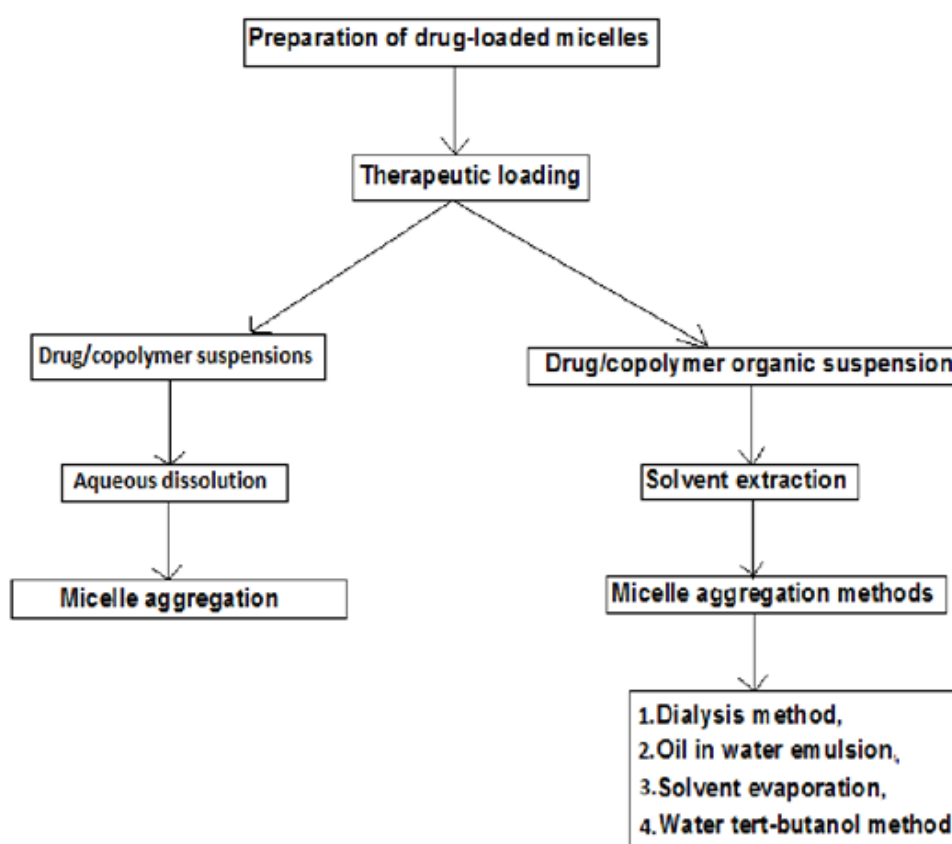 Preparation of drug-loaded micelles
Therapeutic loading
Drug/copolymer suspensions
Drug/copolymer organic suspension
Aqueous dissolution
Solvent extraction
Micelle aggregation
Micelle aggregation methods
1.Dialysis method,
2.Oil in water emulsion,
3.Solvent evaporation,
4.Water tert-butanol method